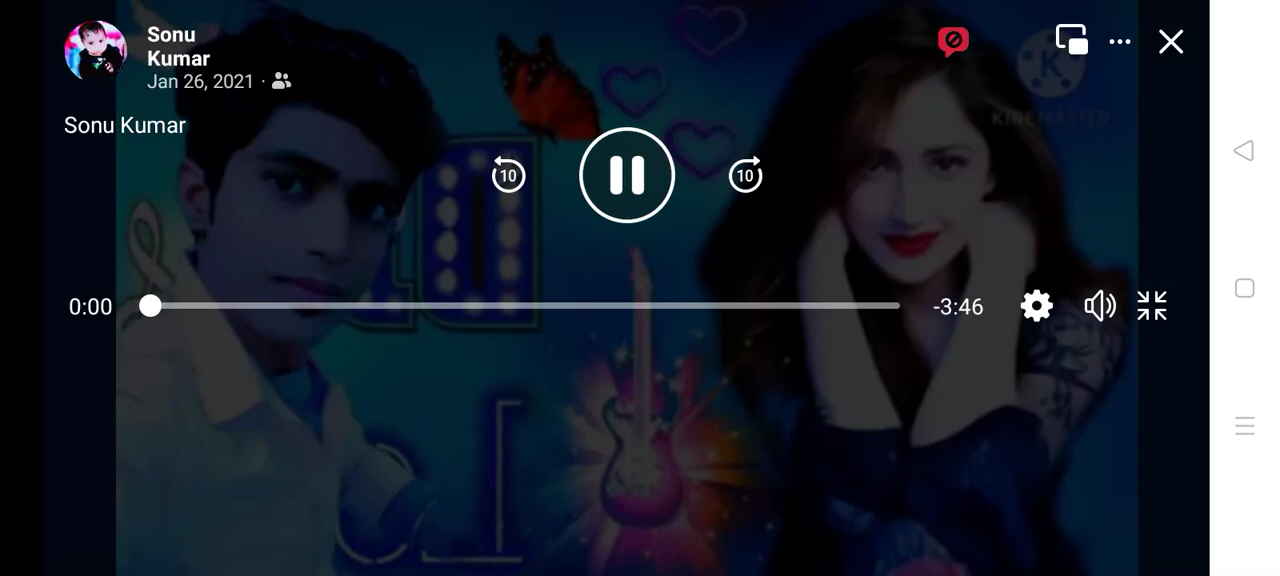 Sonu
Kumar
Jan 26, 2021 ·
Sonu Kumar
K
KINEMASTER
10
10
0:00
-3:46